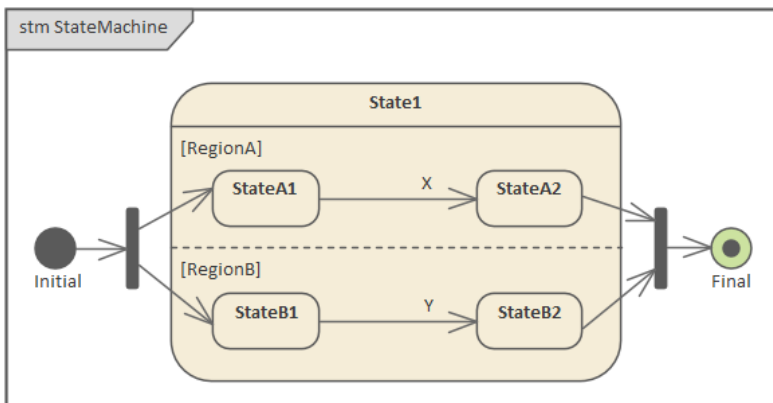 stm StateMachine
State1
[RegionA]
StateA1
X
StateA2
Initial
[RegionB]
StateB1
Y
StateB2
Final